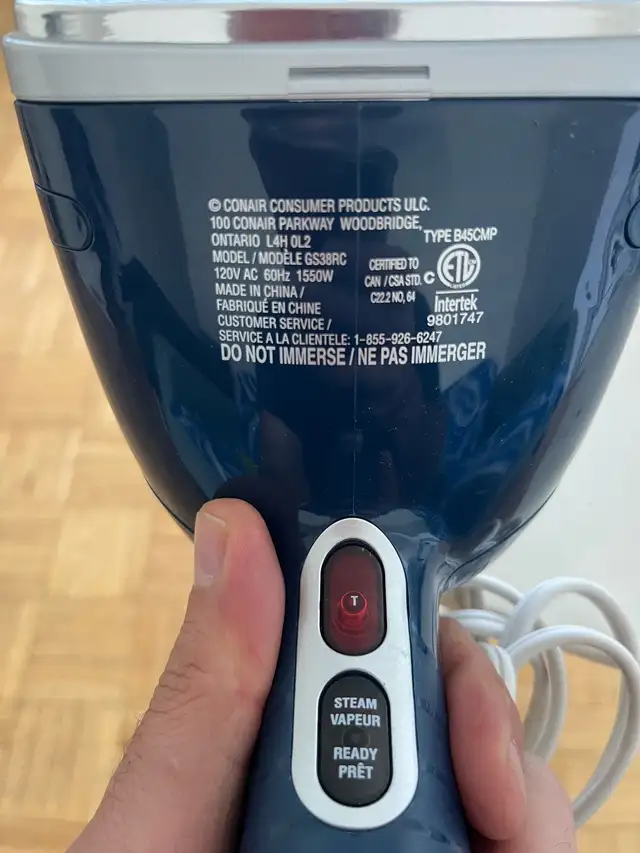 © CONAIR CONSUMER PRODUCTS ULC.
100 CONAIR PARKWAY WOODBRIDGE,
ONTARIO L4H 0L2
MODEL / MODÈLE GS38RC
120V AC 60Hz 1550W
MADE IN CHINA /
FABRIQUÉ EN CHINE
CUSTOMER SERVICE /
SERVICE A LA CLIENTELE: 1-855-926-6247
DO NOT IMMERSE / NE PAS IMMERGER
TYPE B45CMP
CERTIFIED TO
CAN / CSA STD.
C22.2 NO, 64
C ETL
LISTED
Intertek
9801747
T
STEAM
VAPEUR
READY
PRÊT